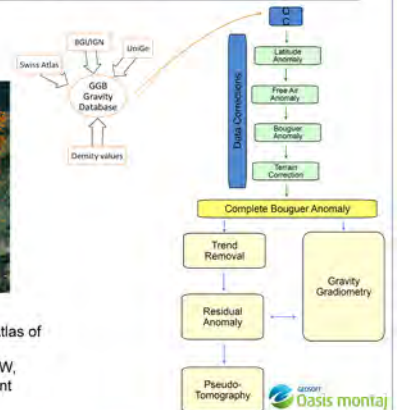 BGI/IGN
UniGe
Swiss Atlas
GGB
Gravity
Database
Density values
Data Corrections
Latitude
Anomaly
Free Air
Anomaly
Bouguer
Anomaly
Terrain
Correction
Complete Bouguer Anomaly
Trend
Removal
Gravity
Gradiometry
Residual
Anomaly
Pseudo-
Tomography
GEOSOFT
Oasis montaj
tlas of
W,
nt